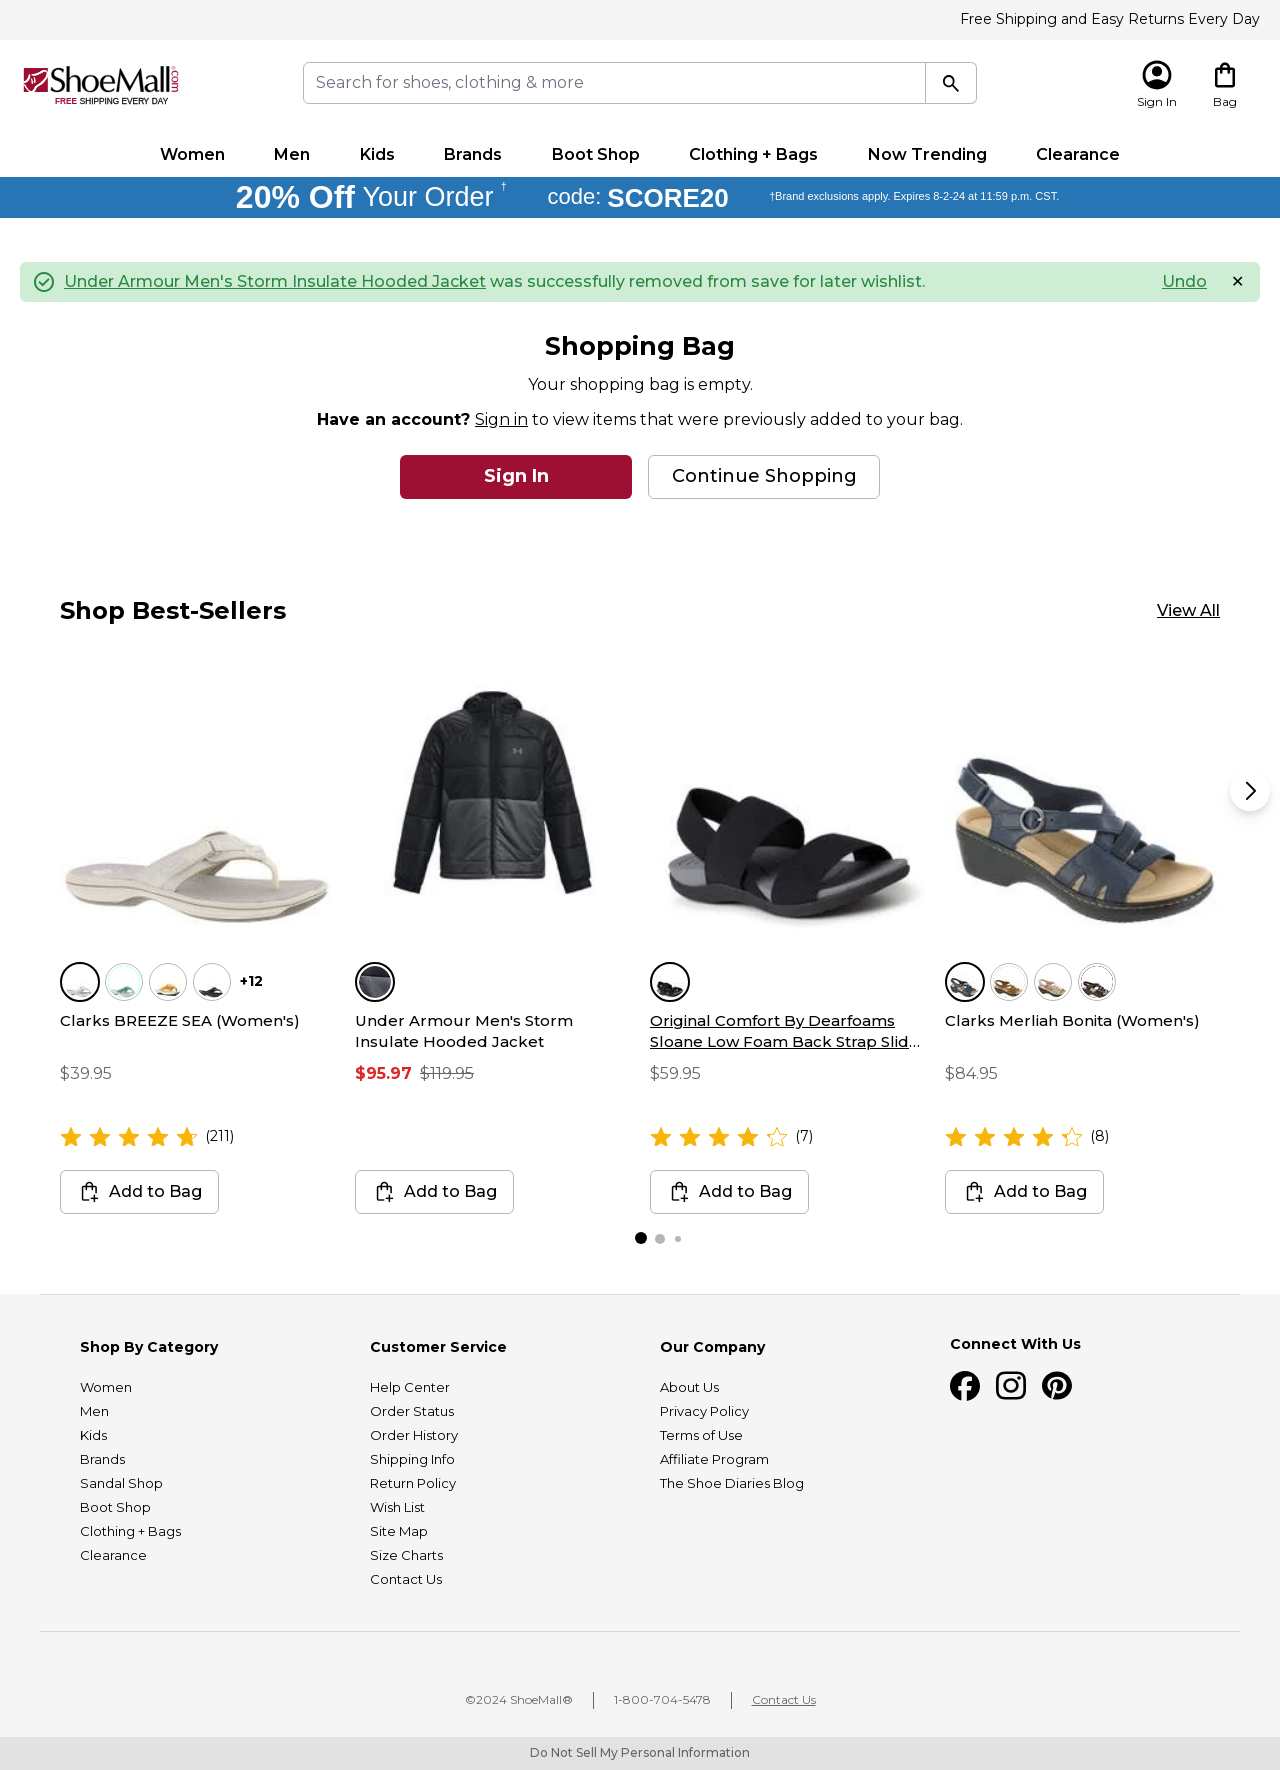 Free Shipping and Easy Returns Every Day
ShoeMall.com
FREE SHIPPING EVERY DAY
Search for shoes, clothing & more
Sign In
Bag
Women
Men
Kids
Brands
Boot Shop
Clothing + Bags
Now Trending
Clearance
20% Off Your Order † code: SCORE20 †Brand exclusions apply. Expires 8-2-24 at 11:59 p.m. CST.
Under Armour Men's Storm Insulate Hooded Jacket was successfully removed from save for later wishlist.
Undo
×
Shopping Bag
Your shopping bag is empty.
Have an account? Sign in to view items that were previously added to your bag.
Sign In
Continue Shopping
Shop Best-Sellers
View All
+12
Clarks BREEZE SEA (Women's)
$39.95
(211)
Add to Bag
Under Armour Men's Storm
Insulate Hooded Jacket
$95.97 $119.95
Add to Bag
Original Comfort By Dearfoams
Sloane Low Foam Back Strap Slid...
$59.95
(7)
Add to Bag
Clarks Merliah Bonita (Women's)
$84.95
(8)
Add to Bag
Shop By Category
Women
Men
Kids
Brands
Sandal Shop
Boot Shop
Clothing + Bags
Clearance
Customer Service
Help Center
Order Status
Order History
Shipping Info
Return Policy
Wish List
Site Map
Size Charts
Contact Us
Our Company
About Us
Privacy Policy
Terms of Use
Affiliate Program
The Shoe Diaries Blog
Connect With Us
©2024 ShoeMall®
1-800-704-5478
Contact Us
Do Not Sell My Personal Information